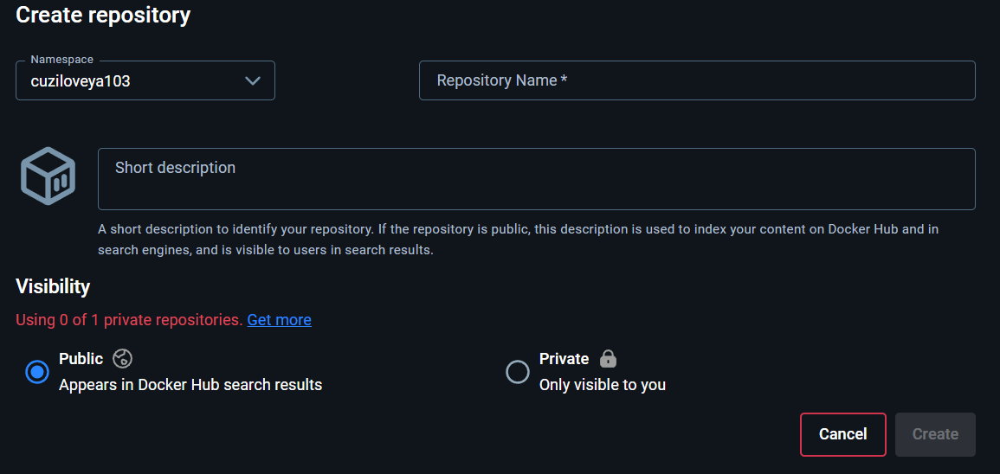 Create repository
Namespace
cuziloveya103
Repository Name *
Short description
A short description to identify your repository. If the repository is public, this description is used to index your content on Docker Hub and in
search engines, and is visible to users in search results.
Visibility
Using 0 of 1 private repositories. Get more
Public
Appears in Docker Hub search results
Private
Only visible to you
Cancel
Create